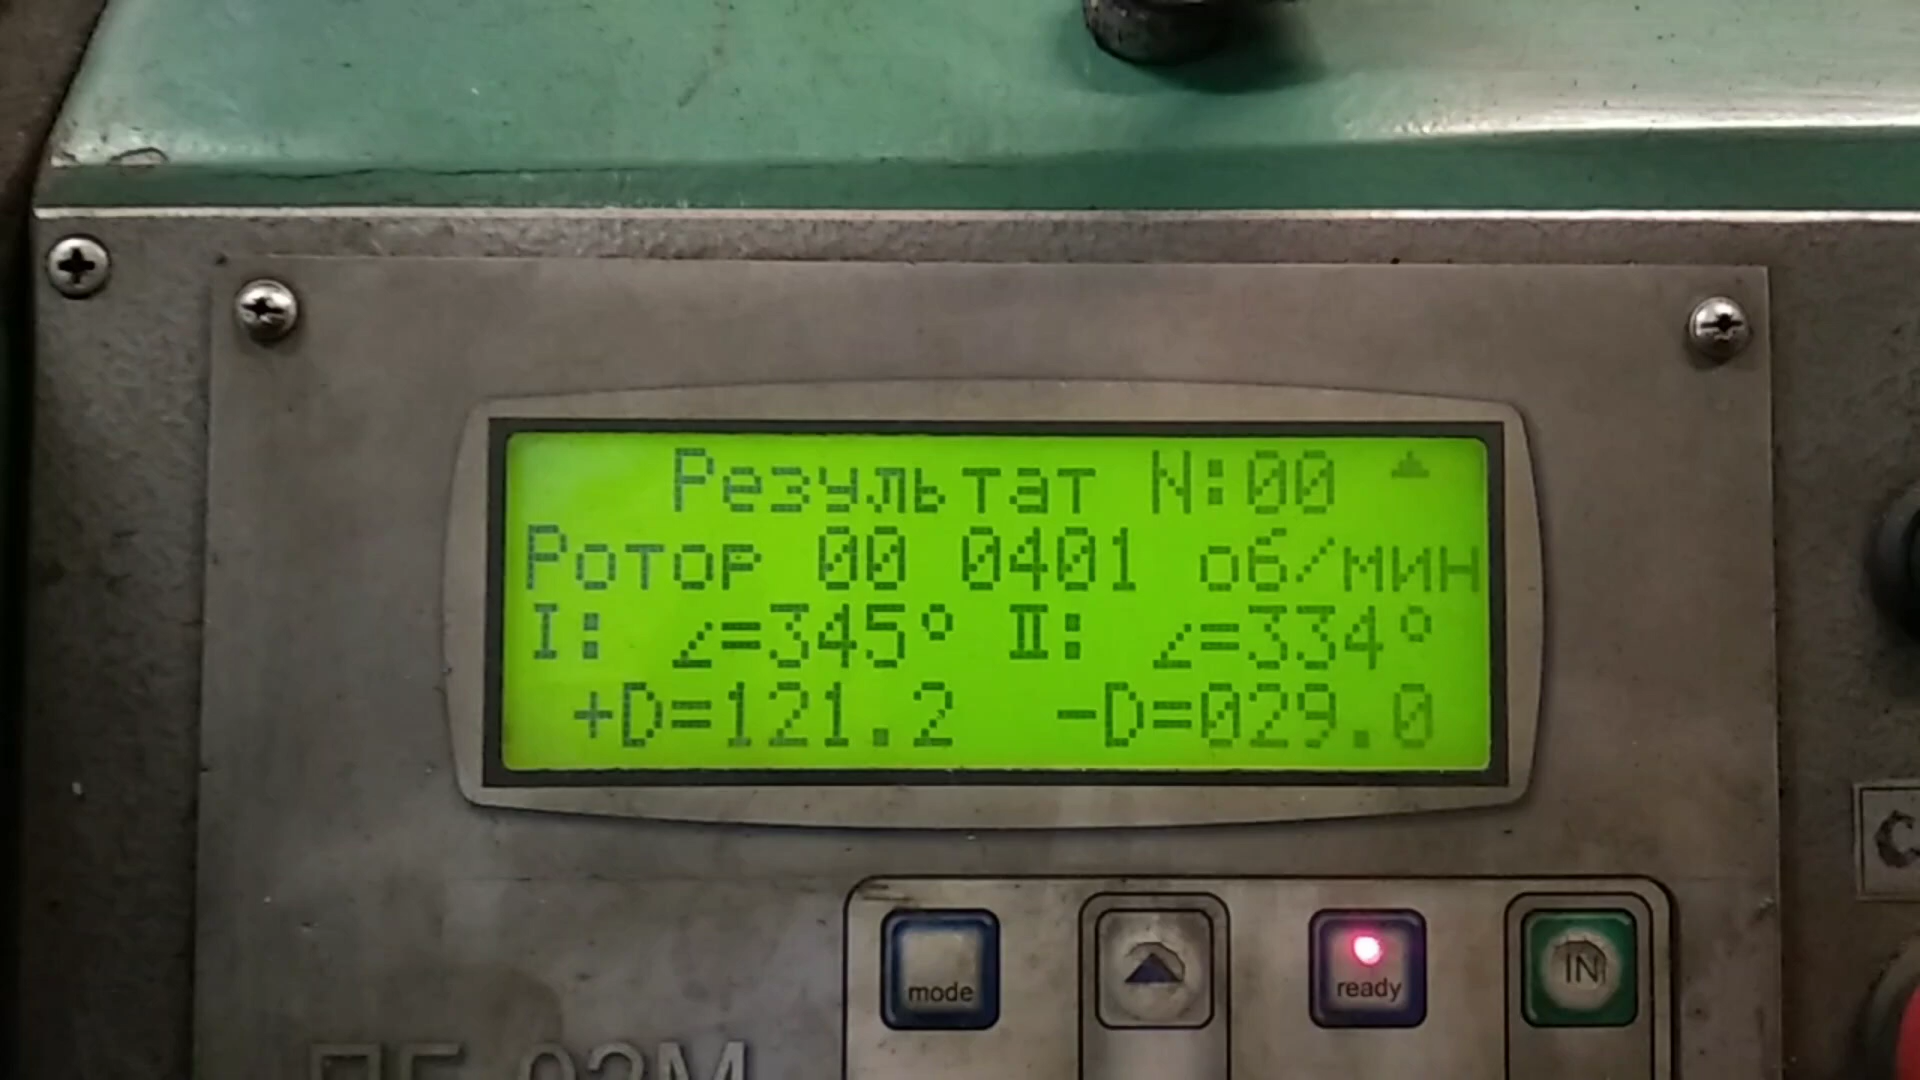 Результат N:00
Ротор 00 0401 об/мин
I: ∠=345° II: ∠=334°
+D=121.2 -D=029.0
mode
ready
IN